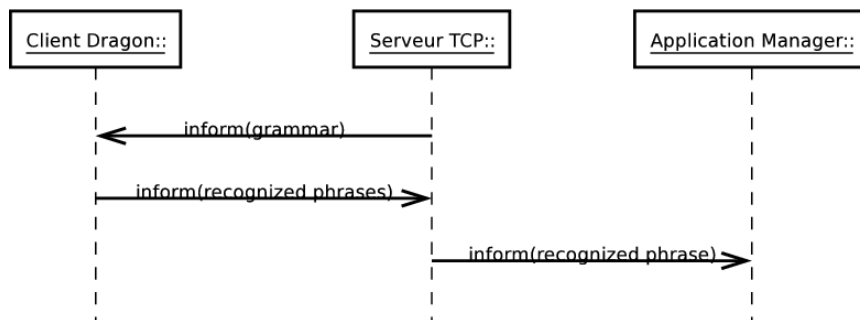 Client Dragon::
Serveur TCP::
Application Manager::
inform(grammar)
inform(recognized phrases)
inform(recognized phrase)